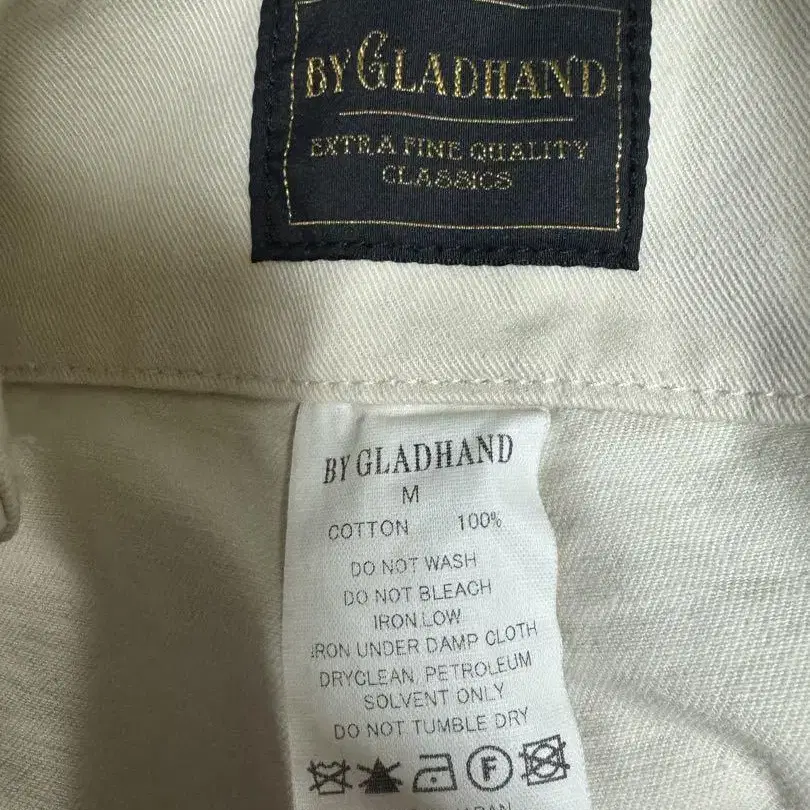 BY GLADHAND
EXTRA FINE QUALITY
CLASSICS
BY GLADHAND
M
COTTON 100%
DO NOT WASH
DO NOT BLEACH
IRON LOW
IRON UNDER DAMP CLOTH
DRYCLEAN, PETROLEUM
SOLVENT ONLY
DO NOT TUMBLE DRY
F
JAPAN